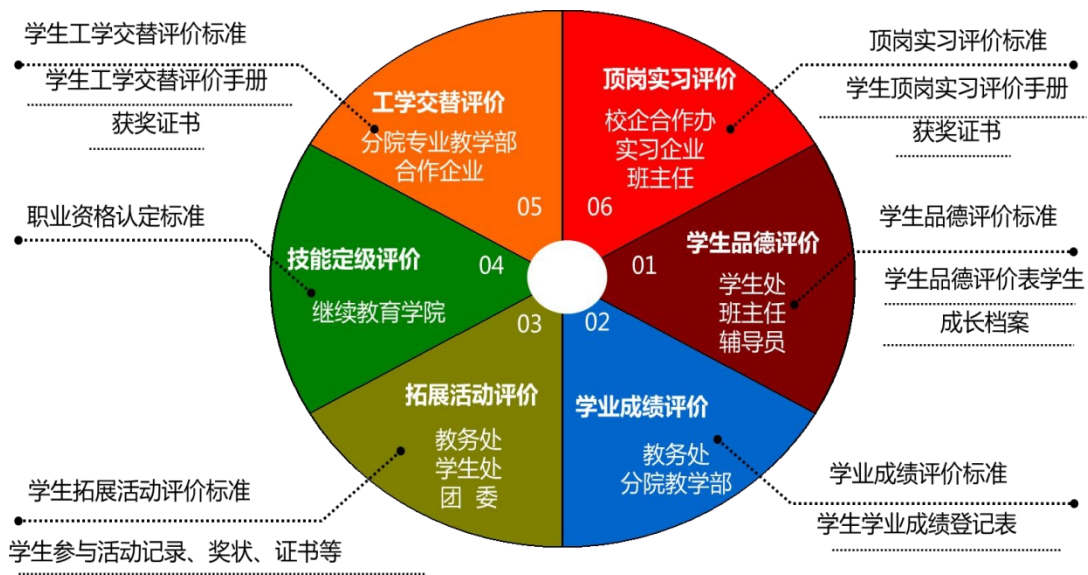 学生工学交替评价标准
学生工学交替评价手册
获奖证书
工学交替评价
分院专业教学部
合作企业
05
顶岗实习评价
校企合作办
实习企业
班主任
06
顶岗实习评价标准
学生顶岗实习评价手册
获奖证书
职业资格认定标准
技能定级评价
继续教育学院
04
学生品德评价
学生处
班主任
辅导员
01
学生品德评价标准
学生品德评价表学生
成长档案
03
拓展活动评价
教务处
学生处
团 委
学生拓展活动评价标准
学生参与活动记录、奖状、证书等
02
学业成绩评价
教务处
分院教学部
学业成绩评价标准
学生学业成绩登记表